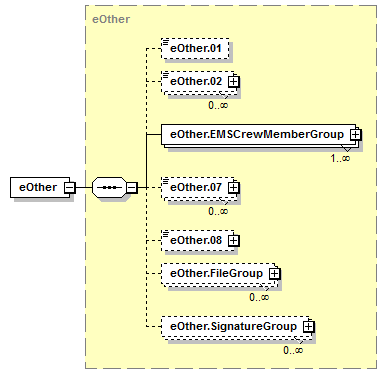 eOther
eOther.01
eOther.02
0..∞
eOther.EMSCrewMemberGroup
1..∞
eOther
eOther.07
0..∞
eOther.08
eOther.FileGroup
0..∞
eOther.SignatureGroup
0..∞